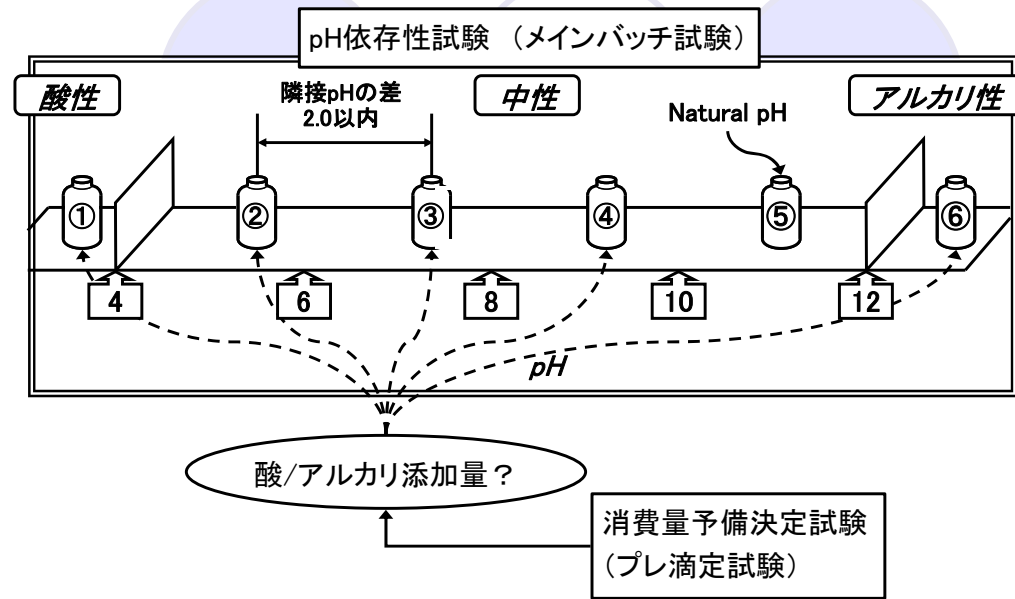 pH依存性試験 （メインバッチ試験）
酸性
隣接pHの差
2.0以内
中性
アルカリ性
Natural pH
① ② ③ ④ ⑤ ⑥
4 6 8 10 12
pH
酸/アルカリ添加量？
消費量予備決定試験
（プレ滴定試験）